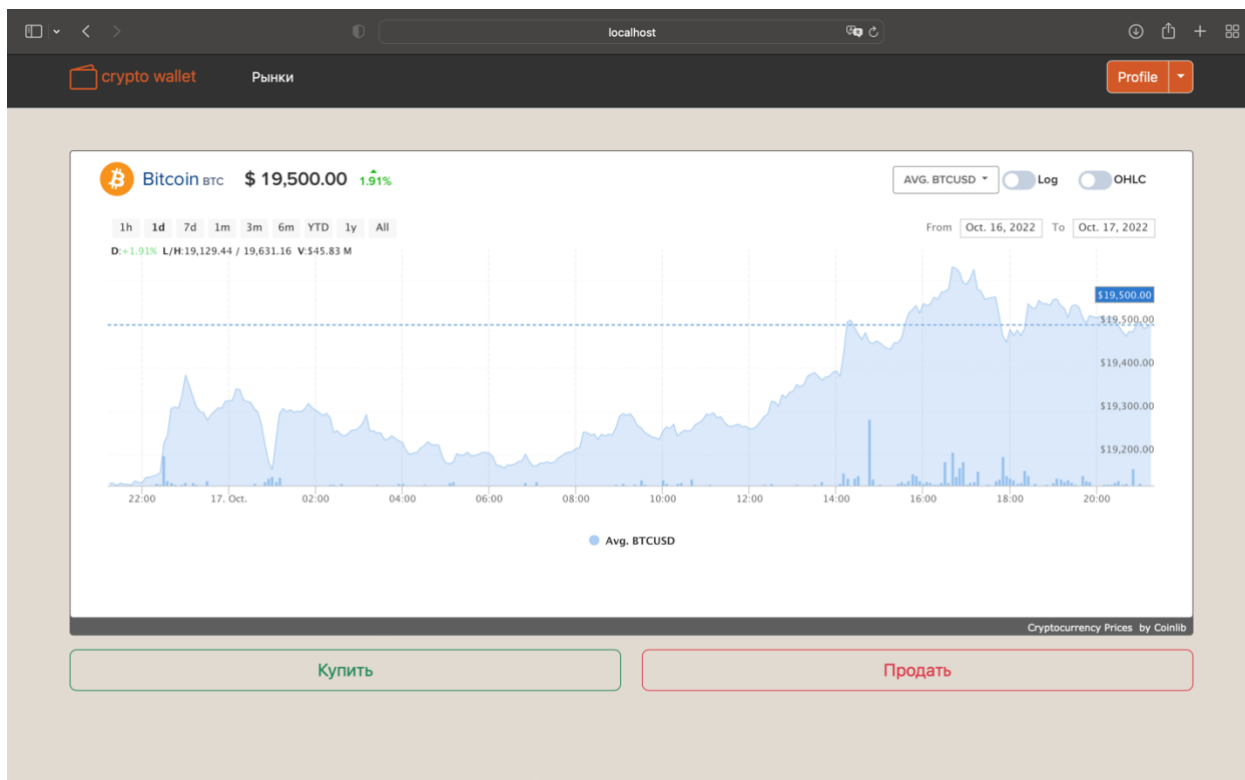 localhost
crypto wallet Рынки Profile
Bitcoin BTC $ 19,500.00 1.91% AVG. BTCUSD Log OHLC
1h 1d 7d 1m 3m 6m YTD 1y All From Oct. 16, 2022 To Oct. 17, 2022
D:+1.91% L/H:19,129.44 / 19,631.16 V:$45.83 M
$19,500.00
$19,500.00
$19,400.00
$19,300.00
$19,200.00
22:00 17. Oct. 02:00 04:00 06:00 08:00 10:00 12:00 14:00 16:00 18:00 20:00
Avg. BTCUSD
Cryptocurrency Prices by Coinlib
Купить Продать